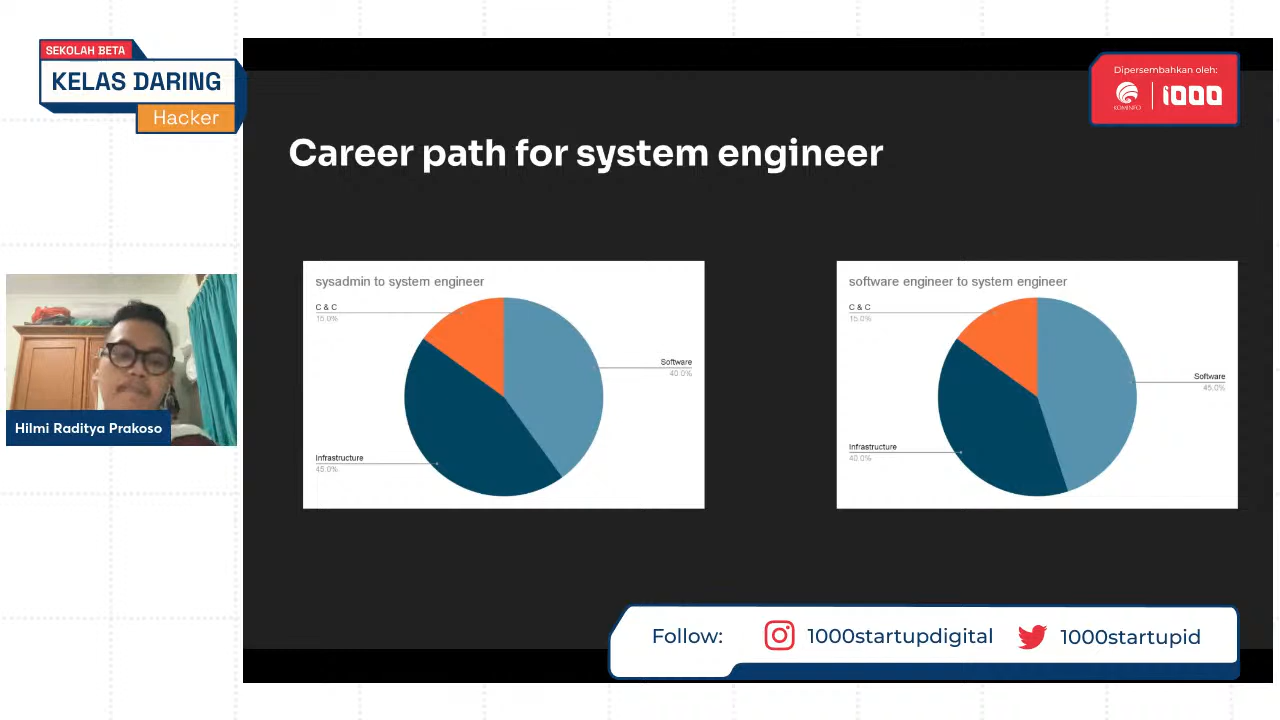 SEKOLAH BETA
KELAS DARING
Hacker
Dipersembahkan oleh:
KOMINFO
1000
Career path for system engineer
sysadmin to system engineer
C & C
15.0%
Software
40.0%
Infrastructure
45.0%
software engineer to system engineer
C & C
15.0%
Software
45.0%
Infrastructure
40.0%
Hilmi Raditya Prakoso
Follow:
1000startupdigital
1000startupid